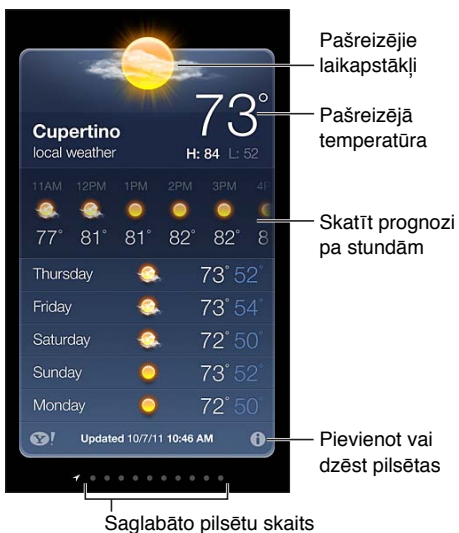 Pašreizējie
laikapstākļi
73°
Pašreizējā
temperatūra
Cupertino
local weather
H: 84 L: 52
11AM 12PM 1PM 2PM 3PM 4P
77° 81° 81° 82° 82° 8
Skatīt prognozi
pa stundām
Thursday 73° 52°
Friday 73° 54°
Saturday 72° 50°
Sunday 73° 52°
Monday 72° 50°
Y! Updated 10/7/11 10:46 AM i
Pievienot vai
dzēst pilsētas
Saglabāto pilsētu skaits